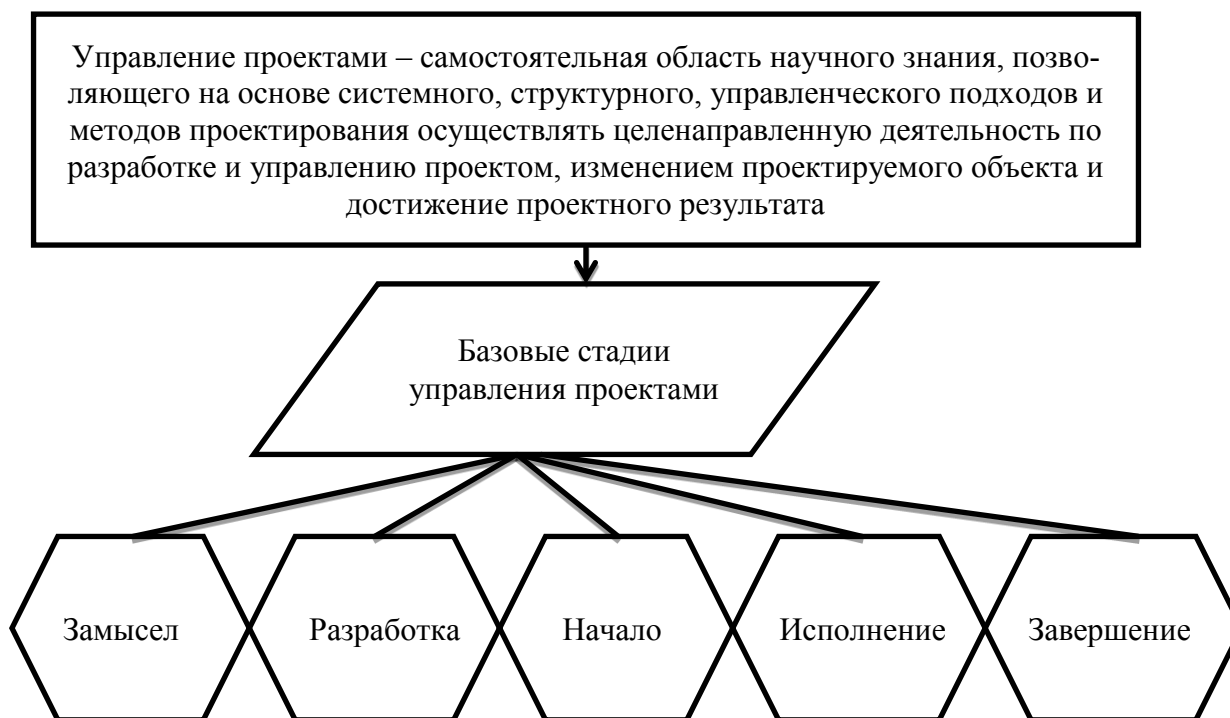 Управление проектами – самостоятельная область научного знания, позво-
ляющего на основе системного, структурного, управленческого подходов и
методов проектирования осуществлять целенаправленную деятельность по
разработке и управлению проектом, изменением проектируемого объекта и
достижение проектного результата
Базовые стадии
управления проектами
Замысел
Разработка
Начало
Исполнение
Завершение